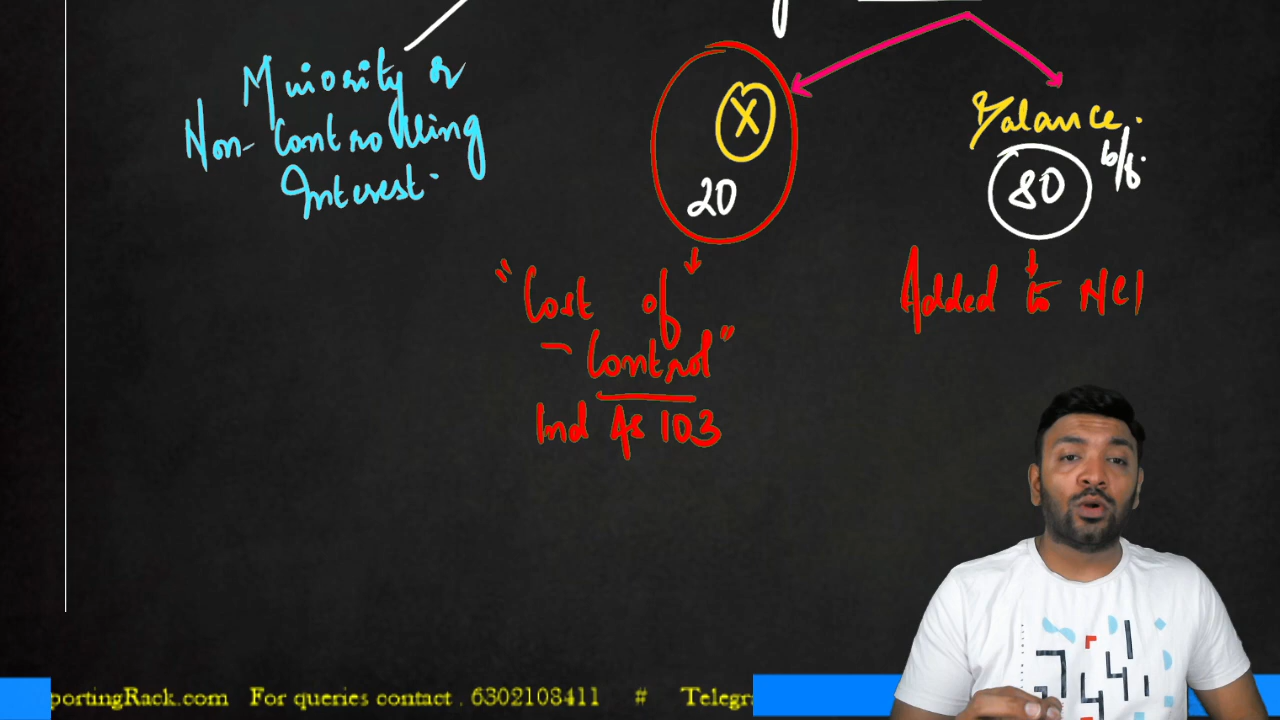 Minority or
Non-Controlling
Interest.
X
20
Balance.
b/f.
80
"Cost of
Control"
Ind As 103
Added to NCI
portingRack.com For queries contact . 6302108411 # Telegra